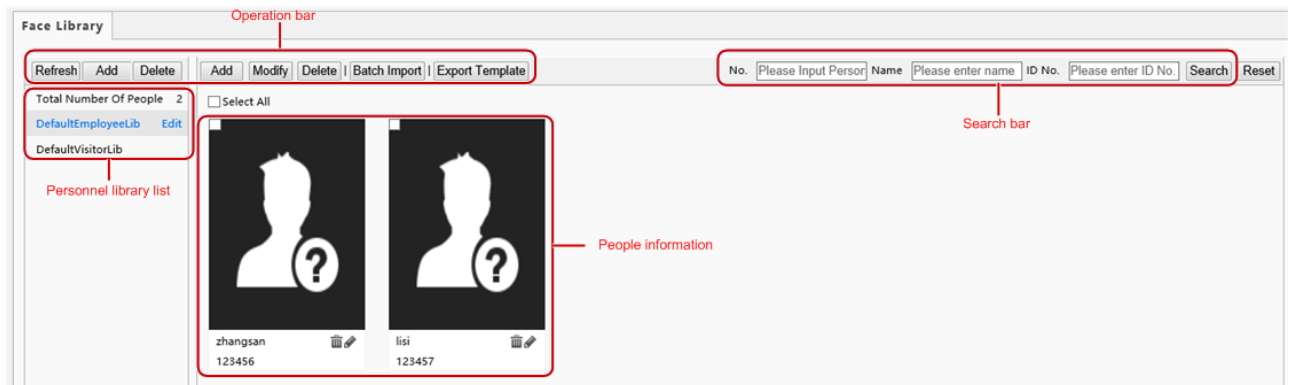 Operation bar
Face Library
Refresh Add Delete
Add Modify Delete | Batch Import | Export Template
No. Please Input Person Name Please enter name ID No. Please enter ID No. Search Reset
Total Number Of People 2
Select All
DefaultEmployeeLib Edit
Search bar
DefaultVisitorLib
Personnel library list
People information
?
?
zhangsan
lisi
123456
123457